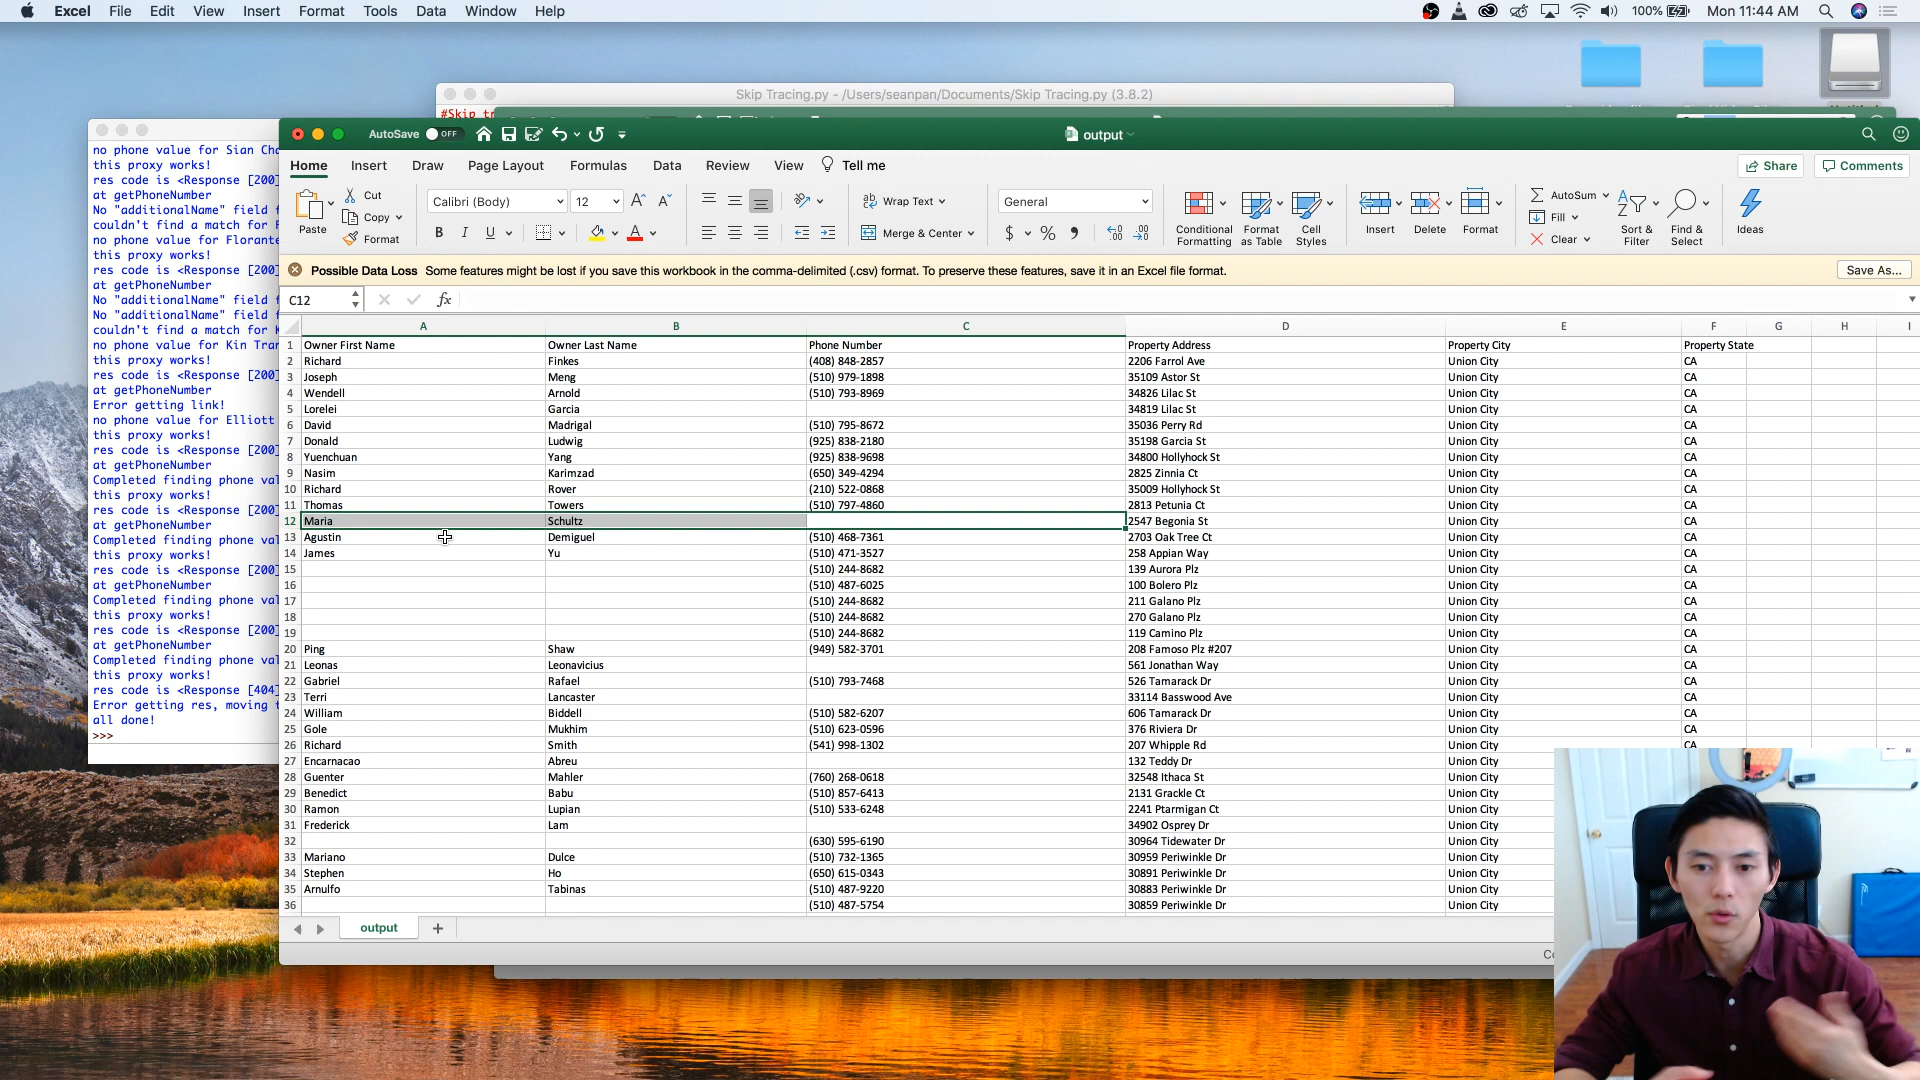 Excel File Edit View Insert Format Tools Data Window Help 100% Mon 11:44 AM
Skip Tracing.py - /Users/seanpan/Documents/Skip Tracing.py (3.8.2)
#Skip tr
AutoSave OFF output
Home Insert Draw Page Layout Formulas Data Review View Tell me Share Comments
Paste Cut Copy Format
Calibri (Body) 12
B I U A
Wrap Text
Merge & Center
General
$ %
Conditional Formatting
Format as Table
Cell Styles
Insert Delete Format
AutoSum
Fill
Clear
Sort & Filter
Find & Select
Ideas
Possible Data Loss Some features might be lost if you save this workbook in the comma-delimited (.csv) format. To preserve these features, save it in an Excel file format. Save As...
C12 fx
A B C D E F G H I
1 Owner First Name Owner Last Name Phone Number Property Address Property City Property State
2 Richard Finkes (408) 848-2857 2206 Farrol Ave Union City CA
3 Joseph Meng (510) 979-1898 35109 Astor St Union City CA
4 Wendell Arnold (510) 793-8969 34826 Lilac St Union City CA
5 Lorelei Garcia 34819 Lilac St Union City CA
6 David Madrigal (510) 795-8672 35036 Perry Rd Union City CA
7 Donald Ludwig (925) 838-2180 35198 Garcia St Union City CA
8 Yuenchuan Yang (925) 838-9698 34800 Hollyhock St Union City CA
9 Nasim Karimzad (650) 349-4294 2825 Zinnia Ct Union City CA
10 Richard Rover (210) 522-0868 35009 Hollyhock St Union City CA
11 Thomas Towers (510) 797-4860 2813 Petunia Ct Union City CA
12 Maria Schultz 2547 Begonia St Union City CA
13 Agustin Demiguel (510) 468-7361 2703 Oak Tree Ct Union City CA
14 James Yu (510) 471-3527 258 Appian Way Union City CA
15 (510) 244-8682 139 Aurora Plz Union City CA
16 (510) 487-6025 100 Bolero Plz Union City CA
17 (510) 244-8682 211 Galano Plz Union City CA
18 (510) 244-8682 270 Galano Plz Union City CA
19 (510) 244-8682 119 Camino Plz Union City CA
20 Ping Shaw (949) 582-3701 208 Famoso Plz #207 Union City CA
21 Leonas Leonavicius 561 Jonathan Way Union City CA
22 Gabriel Rafael (510) 793-7468 526 Tamarack Dr Union City CA
23 Terri Lancaster 33114 Basswood Ave Union City CA
24 William Biddell (510) 582-6207 606 Tamarack Dr Union City CA
25 Gole Mukhim (510) 623-0596 376 Riviera Dr Union City CA
26 Richard Smith (541) 998-1302 207 Whipple Rd Union City CA
27 Encarnacao Abreu 132 Teddy Dr Union City
28 Guenter Mahler (760) 268-0618 32548 Ithaca St Union City
29 Benedict Babu (510) 857-6413 2131 Grackle Ct Union City
30 Ramon Lupian (510) 533-6248 2241 Ptarmigan Ct Union City
31 Frederick Lam 34902 Osprey Dr Union City
32 (630) 595-6190 30964 Tidewater Dr Union City
33 Mariano Dulce (510) 732-1365 30959 Periwinkle Dr Union City
34 Stephen Ho (650) 615-0343 30891 Periwinkle Dr Union City
35 Arnulfo Tabinas (510) 487-9220 30883 Periwinkle Dr Union City
36 (510) 487-5754 30859 Periwinkle Dr Union City
output
no phone value for Sian Cha
this proxy works!
res code is <Response [200]
at getPhoneNumber
No "additionalName" field f
couldn't find a match for F
no phone value for Florante
this proxy works!
res code is <Response [200]
at getPhoneNumber
No "additionalName" field f
No "additionalName" field f
couldn't find a match for K
no phone value for Kin Tran
this proxy works!
res code is <Response [200]
at getPhoneNumber
Error getting link!
no phone value for Elliott
this proxy works!
res code is <Response [200]
at getPhoneNumber
Completed finding phone val
this proxy works!
res code is <Response [200]
at getPhoneNumber
Completed finding phone val
this proxy works!
res code is <Response [200]
at getPhoneNumber
Completed finding phone val
this proxy works!
res code is <Response [200]
at getPhoneNumber
Completed finding phone val
this proxy works!
res code is <Response [404]
Error getting res, moving t
all done!
>>>